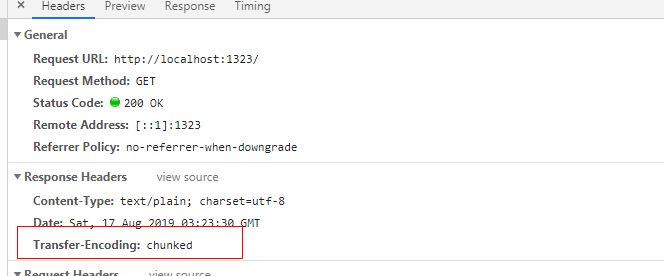 × Headers Preview Response Timing
▼ General
Request URL: http://localhost:1323/
Request Method: GET
Status Code: 200 OK
Remote Address: [::1]:1323
Referrer Policy: no-referrer-when-downgrade
▼ Response Headers view source
Content-Type: text/plain; charset=utf-8
Date: Sat, 17 Aug 2019 03:23:30 GMT
Transfer-Encoding: chunked
▼ Request Headers view source